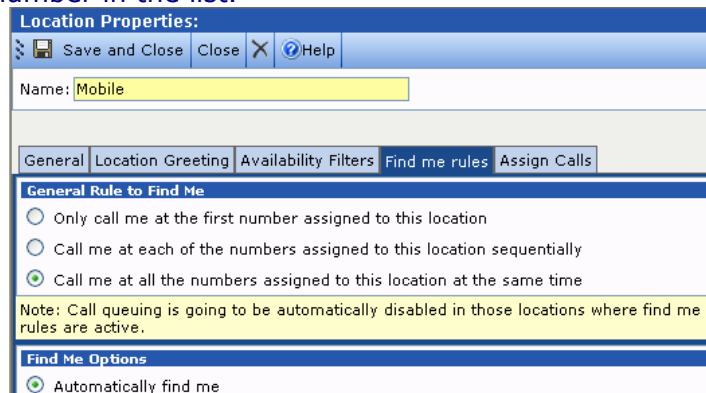 number in the list.
Location Properties:
Save and Close Close Help
Name: Mobile
General Location Greeting Availability Filters Find me rules Assign Calls
General Rule to Find Me
Only call me at the first number assigned to this location
Call me at each of the numbers assigned to this location sequentially
Call me at all the numbers assigned to this location at the same time
Note: Call queuing is going to be automatically disabled in those locations where find me
rules are active.
Find Me Options
Automatically find me